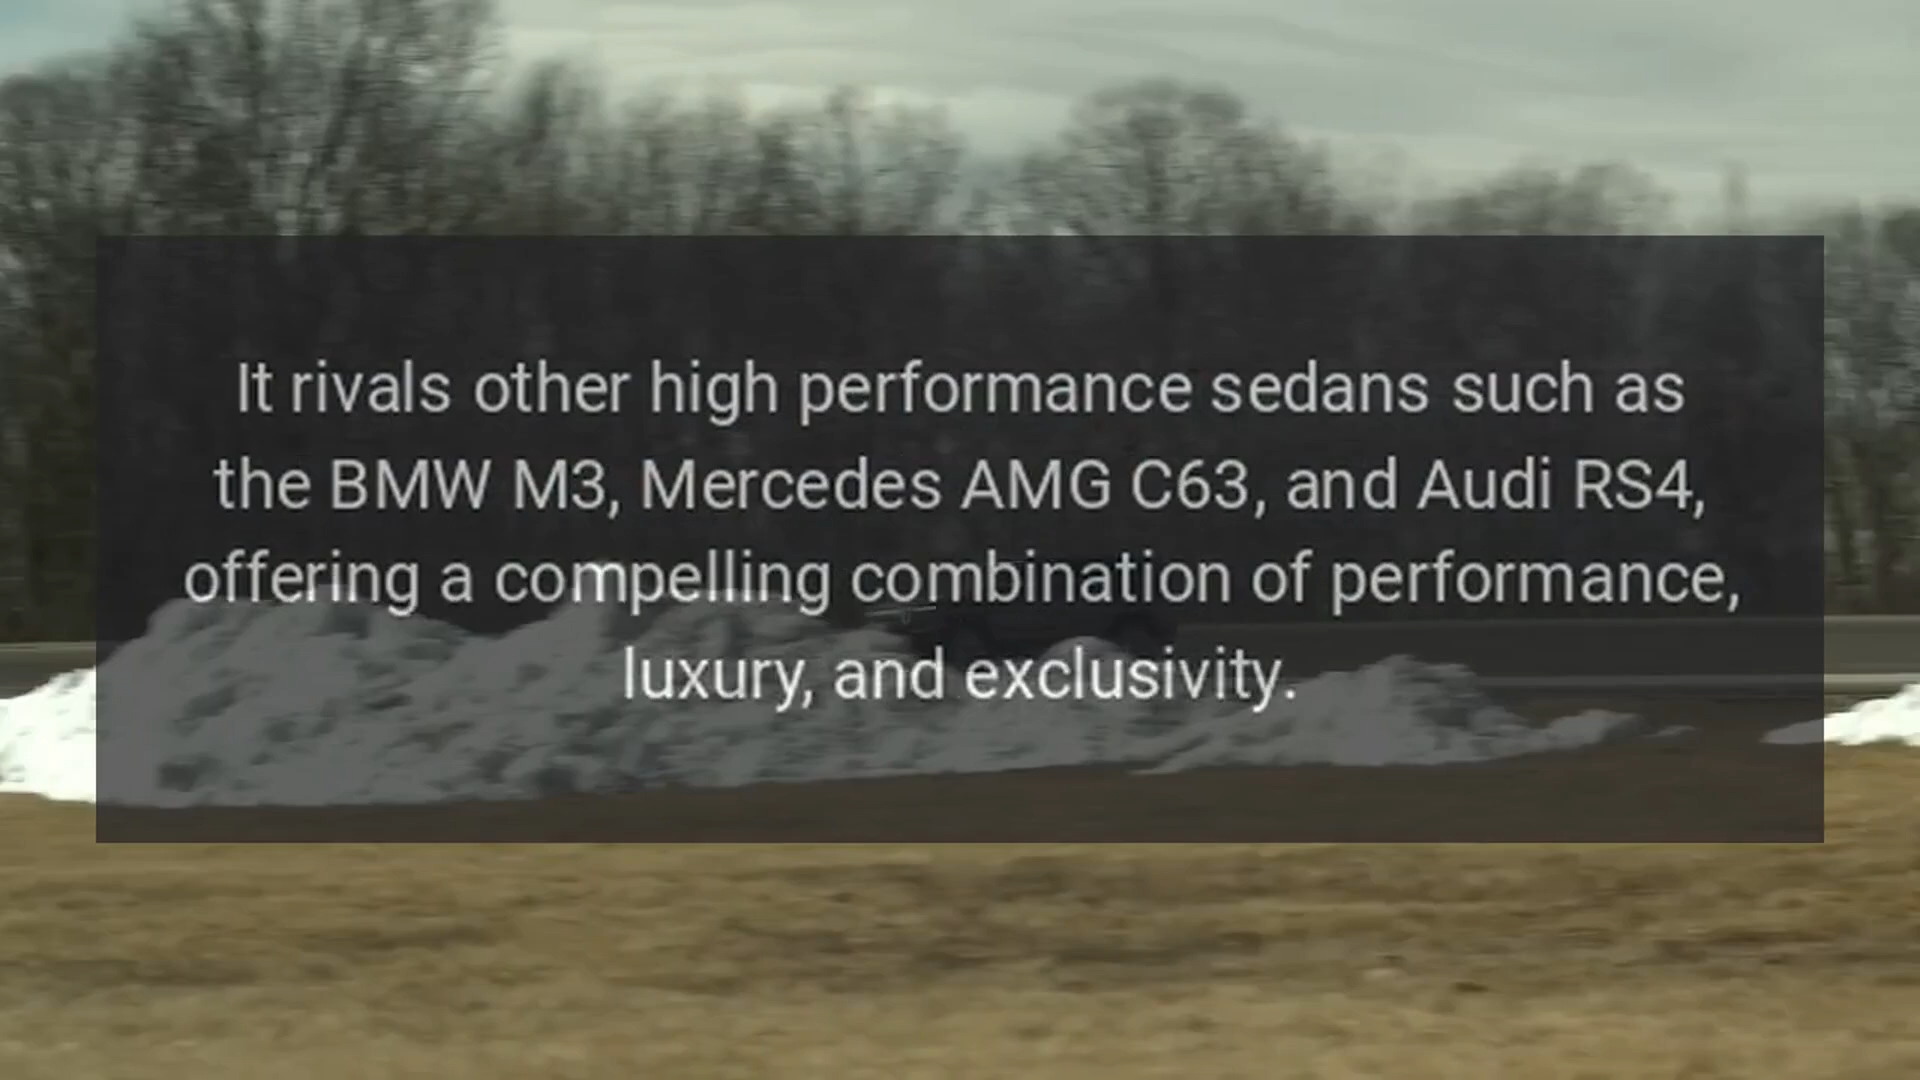 It rivals other high performance sedans such as
the BMW M3, Mercedes AMG C63, and Audi RS4,
offering a compelling combination of performance,
luxury, and exclusivity.